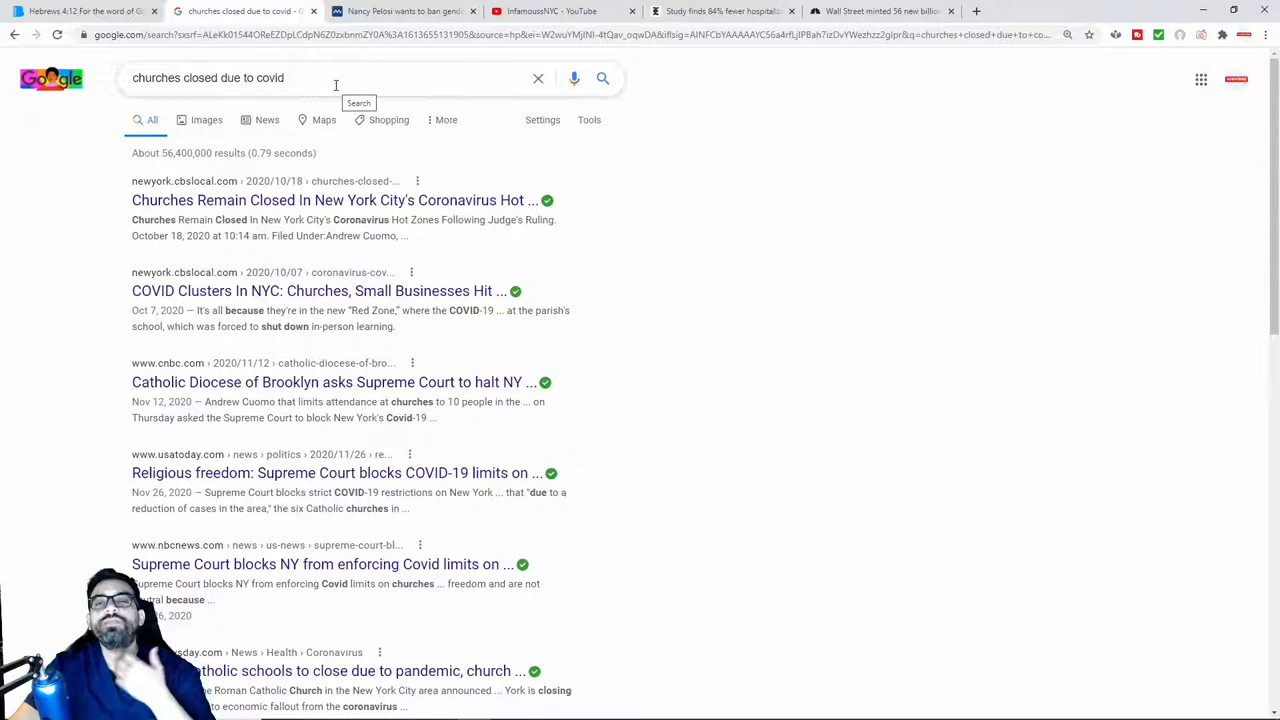 Hebrews 4:12 For the word of Go
churches closed due to covid - G
Nancy Pelosi wants to ban gende
InfamoussNYC - YouTube
Study finds 84% fewer hospitaliz
Wall Street minted 56 new billion
churches closed due to covid
Search
All
Images
News
Maps
Shopping
More
Settings
Tools
About 56,400,000 results (0.79 seconds)
newyork.cbslocal.com › 2020/10/18 › churches-closed-...
Churches Remain Closed In New York City's Coronavirus Hot ...
Churches Remain Closed In New York City's Coronavirus Hot Zones Following Judge's Ruling.
October 18, 2020 at 10:14 am. Filed Under:Andrew Cuomo, ...
newyork.cbslocal.com › 2020/10/07 › coronavirus-cov...
COVID Clusters In NYC: Churches, Small Businesses Hit ...
Oct 7, 2020 — It's all because they're in the new “Red Zone,” where the COVID-19 ... at the parish's
school, which was forced to shut down in-person learning.
www.cnbc.com › 2020/11/12 › catholic-diocese-of-bro...
Catholic Diocese of Brooklyn asks Supreme Court to halt NY ...
Nov 12, 2020 — Andrew Cuomo that limits attendance at churches to 10 people in the ... on
Thursday asked the Supreme Court to block New York's Covid-19 ...
www.usatoday.com › news › politics › 2020/11/26 › re...
Religious freedom: Supreme Court blocks COVID-19 limits on ...
Nov 26, 2020 — Supreme Court blocks strict COVID-19 restrictions on New York ... that "due to a
reduction of cases in the area," the six Catholic churches in ...
www.nbcnews.com › news › us-news › supreme-court-bl...
Supreme Court blocks NY from enforcing Covid limits on ...
Supreme Court blocks NY from enforcing Covid limits on churches ... freedom and are not
because ...
2020
› News › Health › Coronavirus
schools to close due to pandemic, church ...
Roman Catholic Church in the New York City area announced ... York is closing
to economic fallout from the coronavirus ...